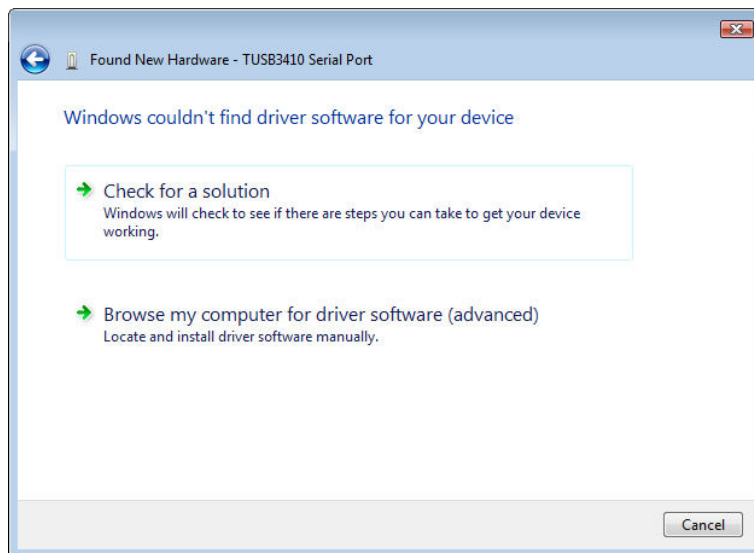 Found New Hardware - TUSB3410 Serial Port
Windows couldn't find driver software for your device
Check for a solution
Windows will check to see if there are steps you can take to get your device
working.
Browse my computer for driver software (advanced)
Locate and install driver software manually.
Cancel